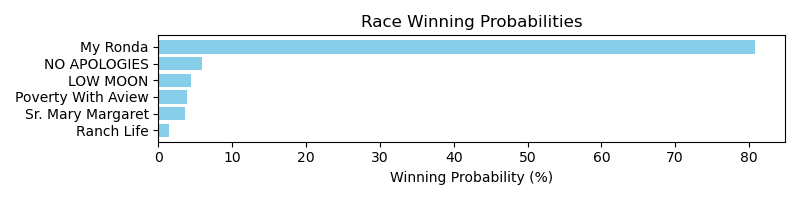 Race Winning Probabilities
My Ronda
NO APOLOGIES
LOW MOON
Poverty With Aview
Sr. Mary Margaret
Ranch Life
0 10 20 30 40 50 60 70 80
Winning Probability (%)